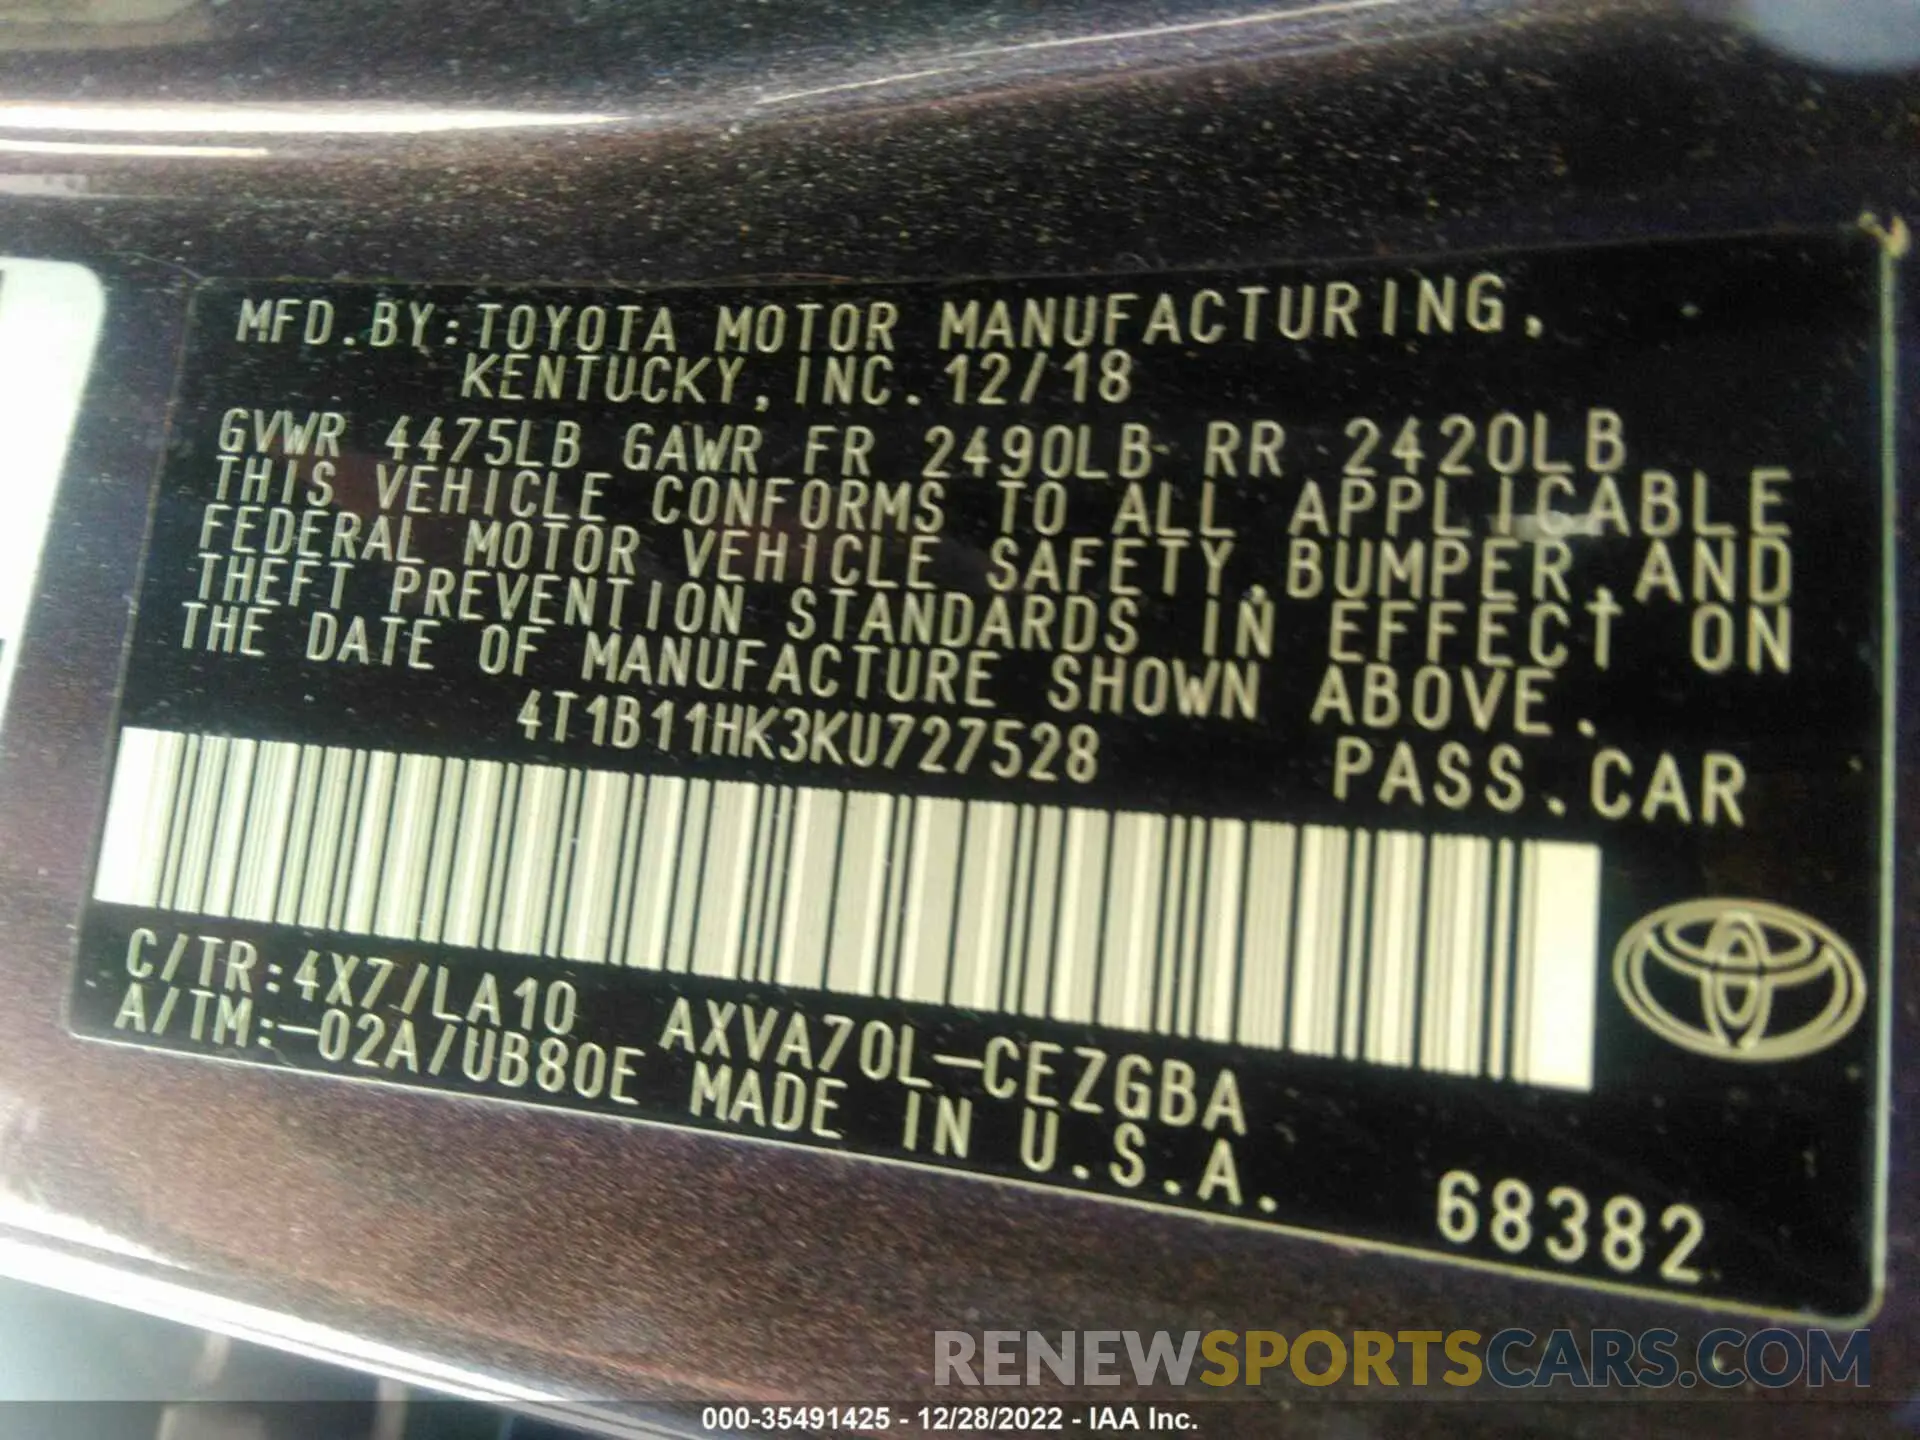 MFD.BY:TOYOTA MOTOR MANUFACTURING,
KENTUCKY, INC. 12/18
GVWR 4475LB GAWR FR 2490LB RR 2420LB
THIS VEHICLE CONFORMS TO ALL APPLICABLE
FEDERAL MOTOR VEHICLE SAFETY, BUMPER, AND
THEFT PREVENTION STANDARDS IN EFFECT ON
THE DATE OF MANUFACTURE SHOWN ABOVE.
4T1B11HK3KU727528
PASS.CAR
C/TR:4X7/LA10 AXVA70L-CEZGBA
A/TM:-02A/UB80E MADE IN U.S.A.
68382
RENEWSPORTSCARS.COM
000-35491425 - 12/28/2022 - IAA Inc.